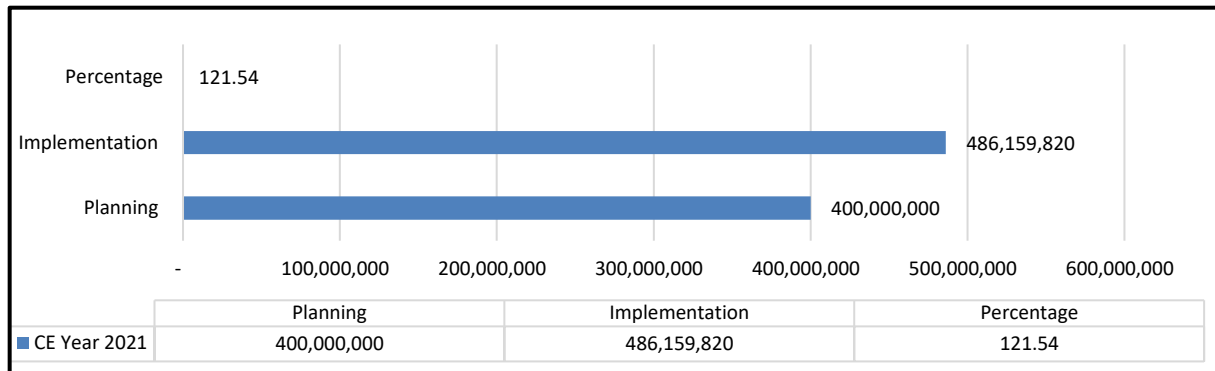 Percentage 121.54
Implementation 486,159,820
Planning 400,000,000
- 100,000,000 200,000,000 300,000,000 400,000,000 500,000,000 600,000,000
Planning Implementation Percentage
CE Year 2021 400,000,000 486,159,820 121.54